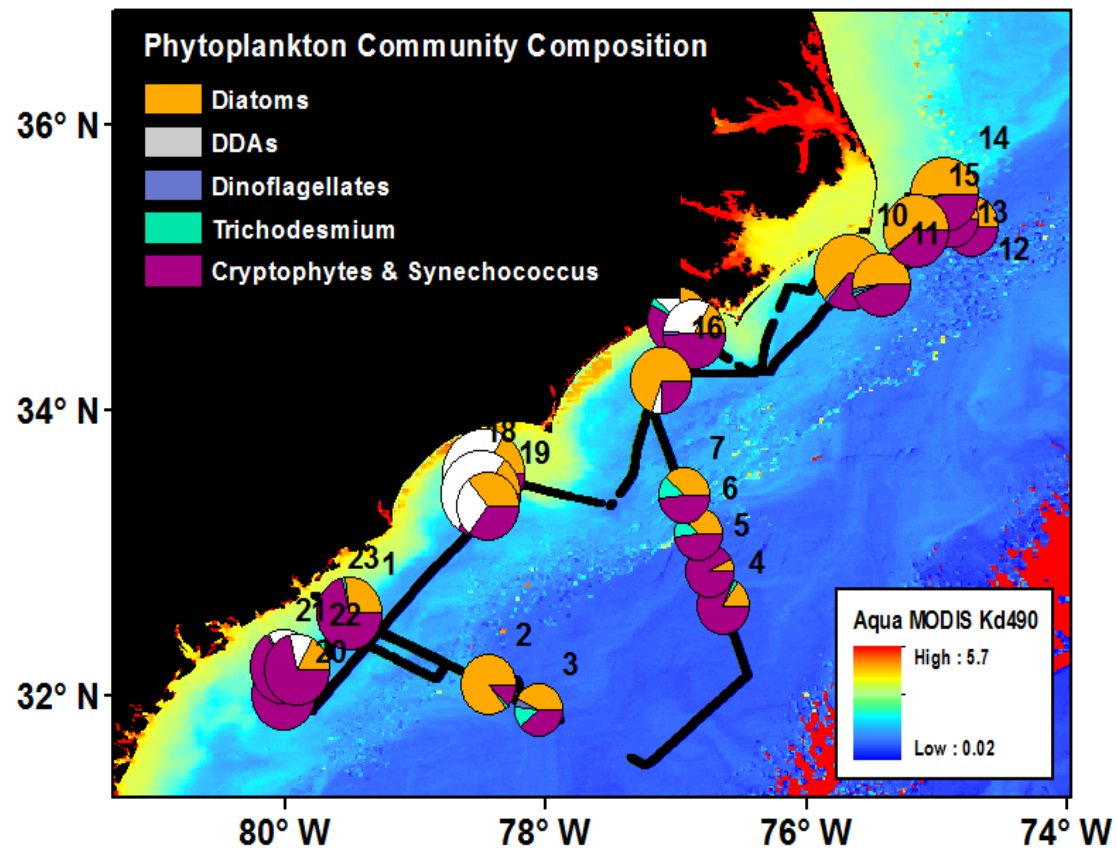 Phytoplankton Community Composition
Diatoms
DDAs
Dinoflagellates
Trichodesmium
Cryptophytes & Synechococcus
36° N
34° N
32° N
14
15
10
13
11
12
16
18
19
7
6
5
4
23
1
21
22
20
2
3
Aqua MODIS Kd490
High : 5.7
Low : 0.02
80° W
78° W
76° W
74° W